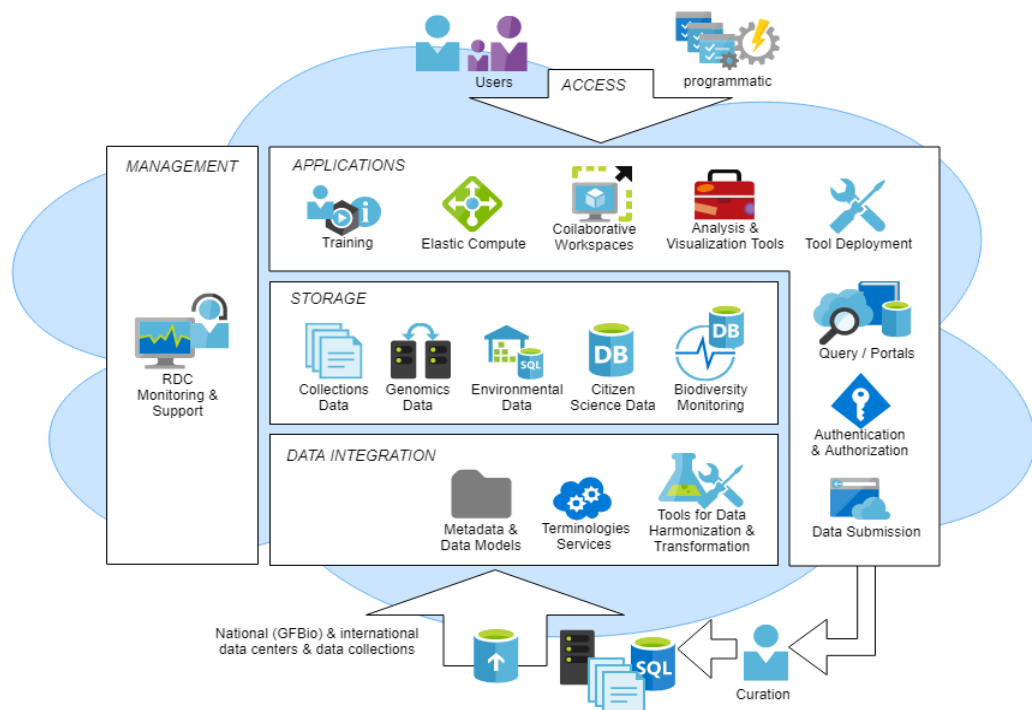 Users
programmatic
ACCESS
MANAGEMENT
RDC
Monitoring &
Support
APPLICATIONS
Training
Elastic Compute
Collaborative
Workspaces
Analysis &
Visualization Tools
Tool Deployment
Query / Portals
Authentication
& Authorization
Data Submission
STORAGE
Collections
Data
Genomics
Data
SQL
Environmental
Data
DB
Citizen
Science Data
DB
Biodiversity
Monitoring
DATA INTEGRATION
Metadata &
Data Models
Terminologies
Services
Tools for Data
Harmonization &
Transformation
National (GFBio) & international
data centers & data collections
SQL
Curation